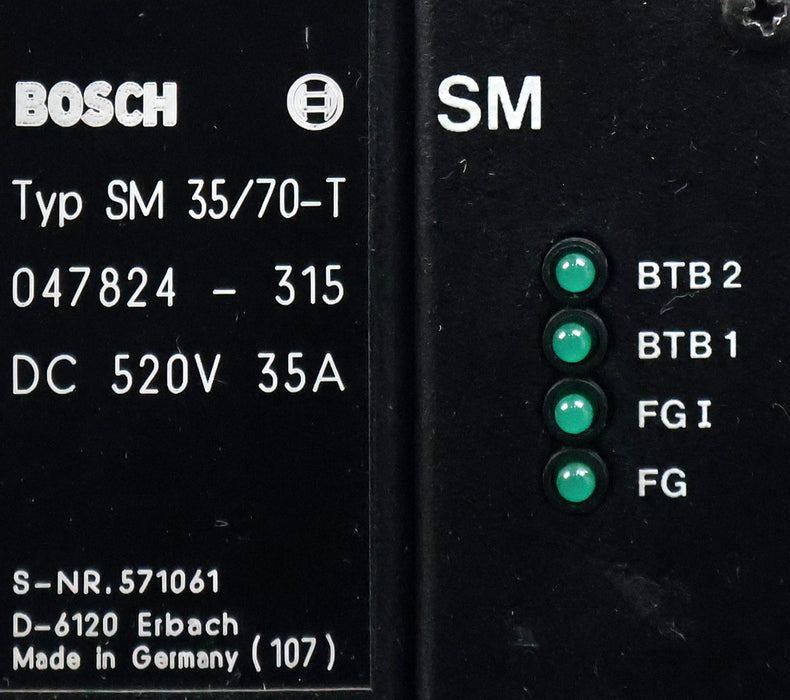 BOSCH
Typ SM 35/70-T
047824 - 315
DC 520V 35A
S-NR.571061
D-6120 Erbach
Made in Germany (107)
SM
BTB 2
BTB 1
FG I
FG